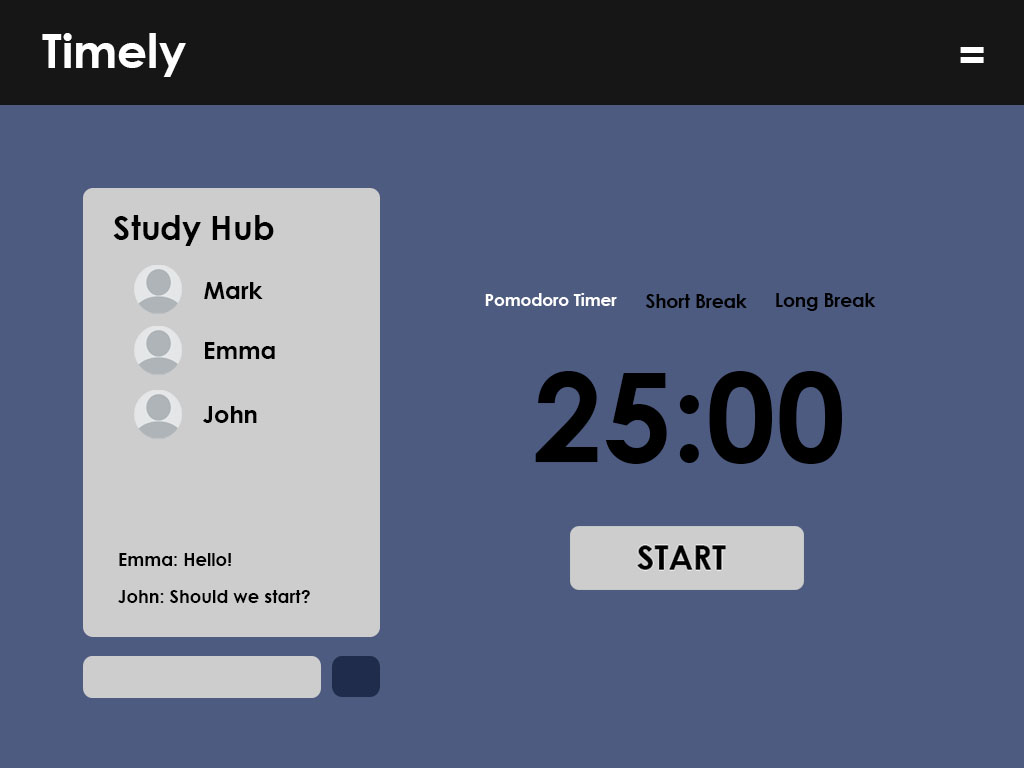 Timely
Study Hub
Mark
Emma
John
Emma: Hello!
John: Should we start?
Pomodoro Timer Short Break Long Break
25:00
START